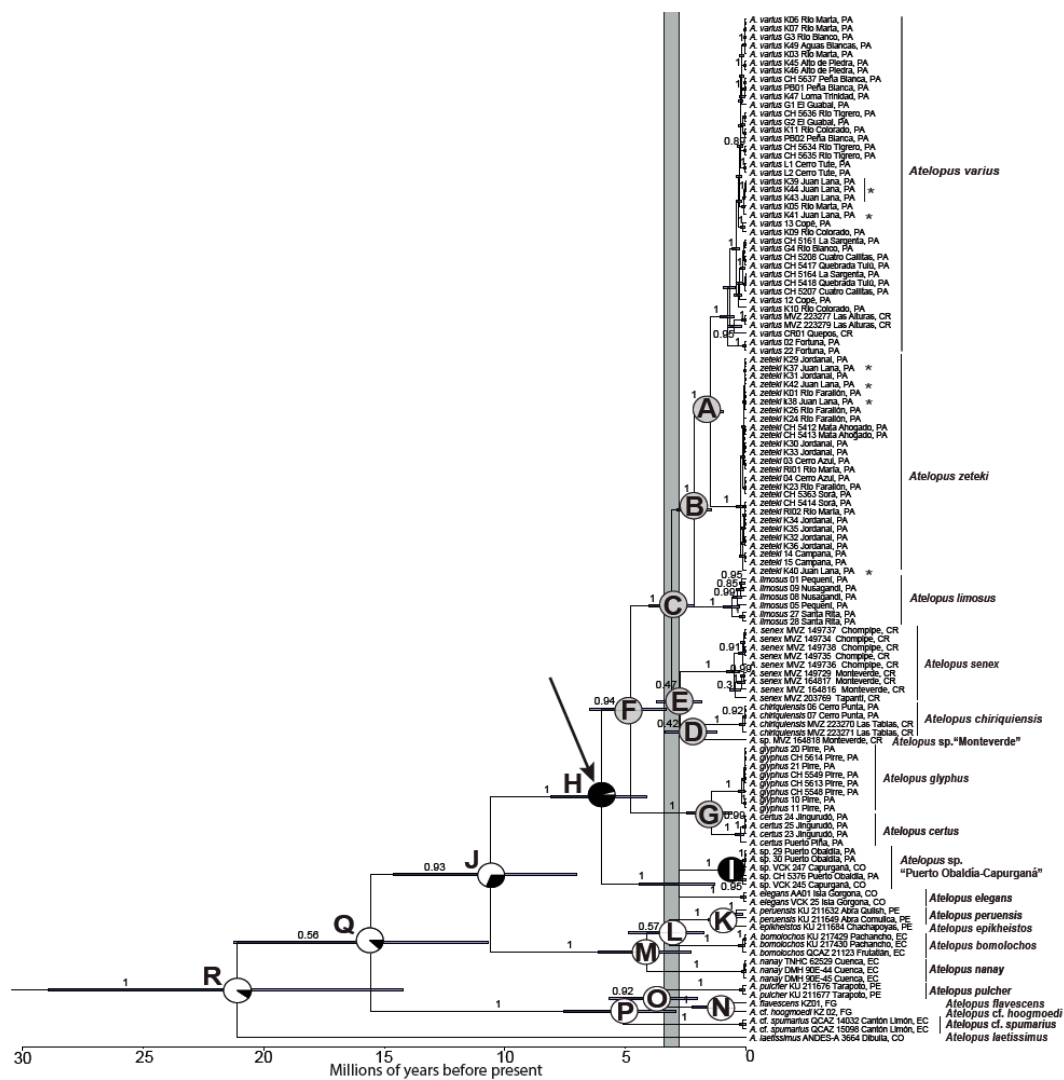 A. varius K06 Río Marta, PA
A. varius K07 Río Marta, PA
A. varius G3 Río Blanco, PA
A. varius K49 Aguas Blancas, PA
A. varius K03 Río Marta, PA
A. varius K45 Alto de Piedra, PA
A. varius K46 Alto de Piedra, PA
A. varius CH 5637 Peña Blanca, PA
A. varius PB01 Peña Blanca, PA
A. varius K47 Loma Trinidad, PA
A. varius G1 El Guabal, PA
A. varius CH 5636 Río Tigrero, PA
A. varius G2 El Guabal, PA
A. varius K11 Río Colorado, PA
A. varius PB02 Peña Blanca, PA
A. varius CH 5634 Río Tigrero, PA
A. varius CH 5635 Río Tigrero, PA
A. varius L1 Cerro Tute, PA
A. varius L2 Cerro Tute, PA
A. varius K39 Juan Lana, PA
A. varius K44 Juan Lana, PA *
A. varius K43 Juan Lana, PA
A. varius K05 Río Marta, PA
A. varius K41 Juan Lana, PA *
A. varius 13 Copé, PA
A. varius K09 Río Colorado, PA
A. varius CH 5161 La Sargenta, PA
A. varius G4 Río Blanco, PA
A. varius CH 5208 Cuatro Callitas, PA
A. varius CH 5417 Quebrada Tulú, PA
A. varius CH 5164 La Sargenta, PA
A. varius CH 5418 Quebrada Tulú, PA
A. varius CH 5207 Cuatro Callitas, PA
A. varius 12 Copé, PA
A. varius K10 Río Colorado, PA
A. varius MVZ 223277 Las Alturas, CR
A. varius MVZ 223279 Las Alturas, CR
A. varius CR01 Quepos, CR
A. varius 02 Fortuna, PA
A. varius 22 Fortuna, PA
Atelopus varius
A. zeteki K29 Jordanal, PA
A. zeteki K37 Juan Lana, PA *
A. zeteki K31 Jordanal, PA
A. zeteki K42 Juan Lana, PA *
A. zeteki K01 Río Farallón, PA
A. zeteki k38 Juan Lana, PA *
A. zeteki K26 Río Farallón, PA
A. zeteki K24 Río Farallón, PA
A. zeteki CH 5412 Mata Ahogado, PA
A. zeteki CH 5413 Mata Ahogado, PA
A. zeteki K30 Jordanal, PA
A. zeteki K33 Jordanal, PA
A. zeteki 03 Cerro Azul, PA
A. zeteki RI01 Río María, PA
A. zeteki 04 Cerro Azul, PA
A. zeteki K23 Río Farallón, PA
A. zeteki CH 5363 Sorá, PA
A. zeteki CH 5414 Sorá, PA
A. zeteki RI02 Río María, PA
A. zeteki K34 Jordanal, PA
A. zeteki K35 Jordanal, PA
A. zeteki K32 Jordanal, PA
A. zeteki K36 Jordanal, PA
A. zeteki 14 Campana, PA
A. zeteki 15 Campana, PA
A. zeteki K40 Juan Lana, PA *
Atelopus zeteki
A. limosus 01 Pequení, PA
A. limosus 09 Nusagandi, PA
A. limosus 08 Nusagandi, PA
A. limosus 05 Pequení, PA
A. limosus 27 Santa Rita, PA
A. limosus 28 Santa Rita, PA
Atelopus limosus
A. senex MVZ 149737 Chompipe, CR
A. senex MVZ 149734 Chompipe, CR
A. senex MVZ 149738 Chompipe, CR
A. senex MVZ 149735 Chompipe, CR
A. senex MVZ 149736 Chompipe, CR
A. senex MVZ 149729 Monteverde, CR
A. senex MVZ 164817 Monteverde, CR
A. senex MVZ 164816 Monteverde, CR
A. senex MVZ 203769 Tapantí, CR
Atelopus senex
A. chiriquiensis 06 Cerro Punta, PA
A. chiriquiensis 07 Cerro Punta, PA
A. chiriquiensis MVZ 223270 Las Tablas, CR
A. chiriquiensis MVZ 223271 Las Tablas, CR
Atelopus chiriquiensis
A. sp. MVZ 164818 Monteverde, CR
Atelopus sp."Monteverde"
A. glyphus 20 Pirre, PA
A. glyphus CH 5614 Pirre, PA
A. glyphus 21 Pirre, PA
A. glyphus CH 5549 Pirre, PA
A. glyphus CH 5613 Pirre, PA
A. glyphus CH 5548 Pirre, PA
A. glyphus 10 Pirre, PA
A. glyphus 11 Pirre, PA
Atelopus glyphus
A. certus 24 Jingurudó, PA
A. certus 25 Jingurudó, PA
A. certus 23 Jingurudó, PA
A. certus Puerto Piña, PA
Atelopus certus
A. sp. 29 Puerto Obaldía, PA
A. sp. 30 Puerto Obaldía, PA
A. sp. VCK 247 Capurganá, CO
A. sp. CH 5376 Puerto Obaldía, PA
A. sp. VCK 245 Capurganá, CO
Atelopus sp.
"Puerto Obaldía-Capurganá"
A. elegans AA01 Isla Gorgona, CO
A. elegans VCK 25 Isla Gorgona, CO
Atelopus elegans
A. peruensis KU 211632 Abra Quilish, PE
A. peruensis KU 211649 Abra Comulica, PE
Atelopus peruensis
A. epikheistos KU 211684 Chachapoyas, PE
Atelopus epikheistos
A. bomolochos KU 217429 Pachancho, EC
A. bomolochos KU 217430 Pachancho, EC
A. bomolochos QCAZ 21123 Frutatián, EC
Atelopus bomolochos
A. nanay TNHC 62529 Cuenca, EC
A. nanay DMH 90E-44 Cuenca, EC
A. nanay DMH 90E-45 Cuenca, EC
Atelopus nanay
A. pulcher KU 211676 Tarapoto, PE
A. pulcher KU 211677 Tarapoto, PE
Atelopus pulcher
A. flavescens KZ01, FG
Atelopus flavescens
A. cf. hoogmoedi KZ 02, FG
Atelopus cf. hoogmoedi
A. cf. spumarius QCAZ 14032 Cantón Limón, EC
A. cf. spumarius QCAZ 15098 Cantón Limón, EC
Atelopus cf. spumarius
A. laetissimus ANDES-A 3664 Dibulla, CO
Atelopus laetissimus
A
B
C
D
E
F
G
H
I
J
K
L
M
N
O
P
Q
R
0.94
0.47
0.42
0.93
0.56
0.57
0.92
30 25 20 15 10 5 0
Millions of years before present